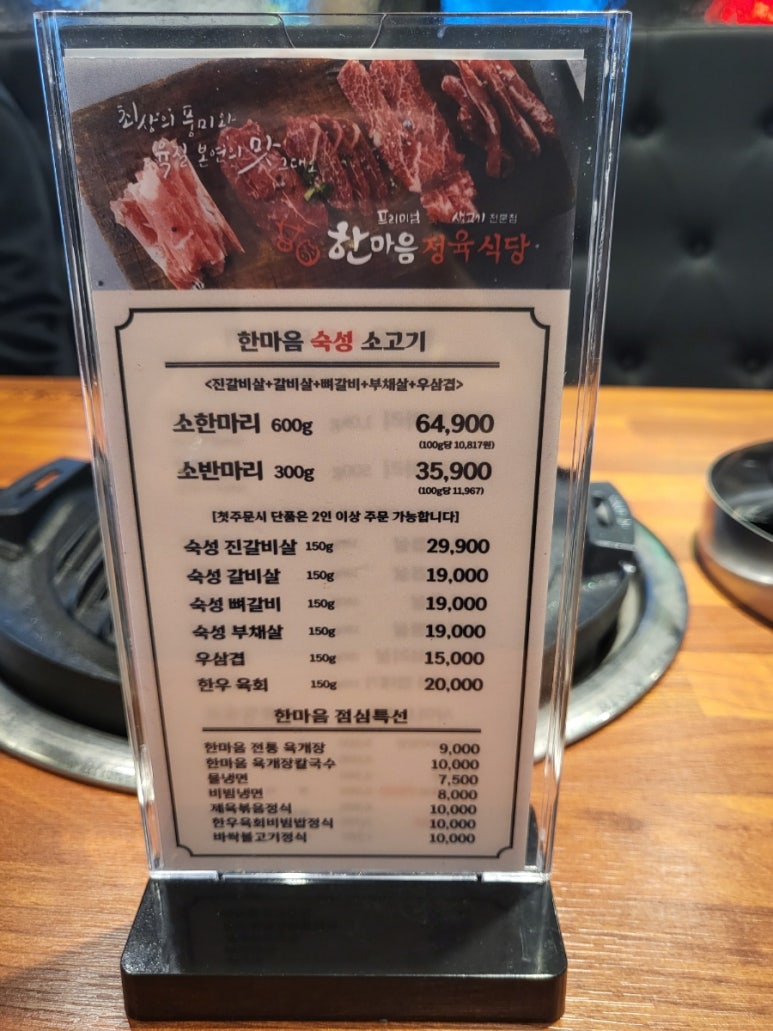 최상의 풍미와
육질 본연의 맛 그대로
프리미엄 생고기 전문점
한마음 정육식당
한마음 숙성 소고기
<진갈비살+갈비살+뼈갈비+부채살+우삼겹>
소한마리 600g 64,900
(100g당 10,817원)
소반마리 300g 35,900
(100g당 11,967)
[첫주문시 단품은 2인 이상 주문 가능합니다]
숙성 진갈비살 150g 29,900
숙성 갈비살 150g 19,000
숙성 뼈갈비 150g 19,000
숙성 부채살 150g 19,000
우삼겹 150g 15,000
한우 육회 150g 20,000
한마음 점심특선
한마음 전통 육개장 9,000
한마음 육개장칼국수 10,000
물냉면 7,500
비빔냉면 8,000
제육볶음정식 10,000
한우육회비빔밥정식 10,000
바싹불고기정식 10,000